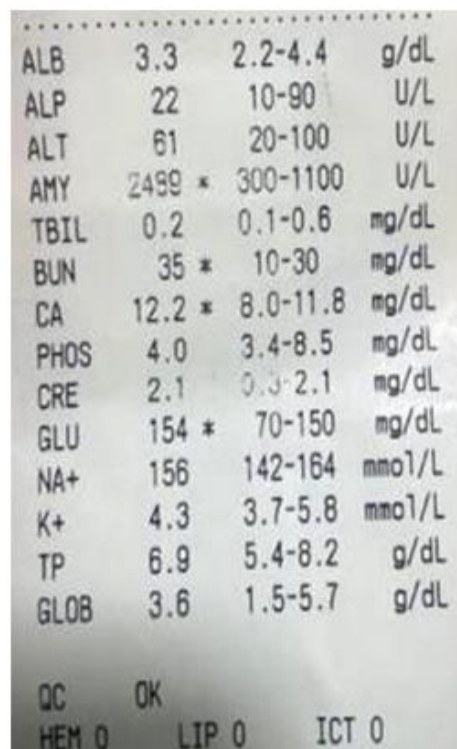 ALB 3.3 2.2-4.4 g/dL
ALP 22 10-90 U/L
ALT 61 20-100 U/L
AMY 2499 * 300-1100 U/L
TBIL 0.2 0.1-0.6 mg/dL
BUN 35 * 10-30 mg/dL
CA 12.2 * 8.0-11.8 mg/dL
PHOS 4.0 3.4-8.5 mg/dL
CRE 2.1 0.3-2.1 mg/dL
GLU 154 * 70-150 mg/dL
NA+ 156 142-164 mmol/L
K+ 4.3 3.7-5.8 mmol/L
TP 6.9 5.4-8.2 g/dL
GLOB 3.6 1.5-5.7 g/dL
QC OK
HEM 0 LIP 0 ICT 0